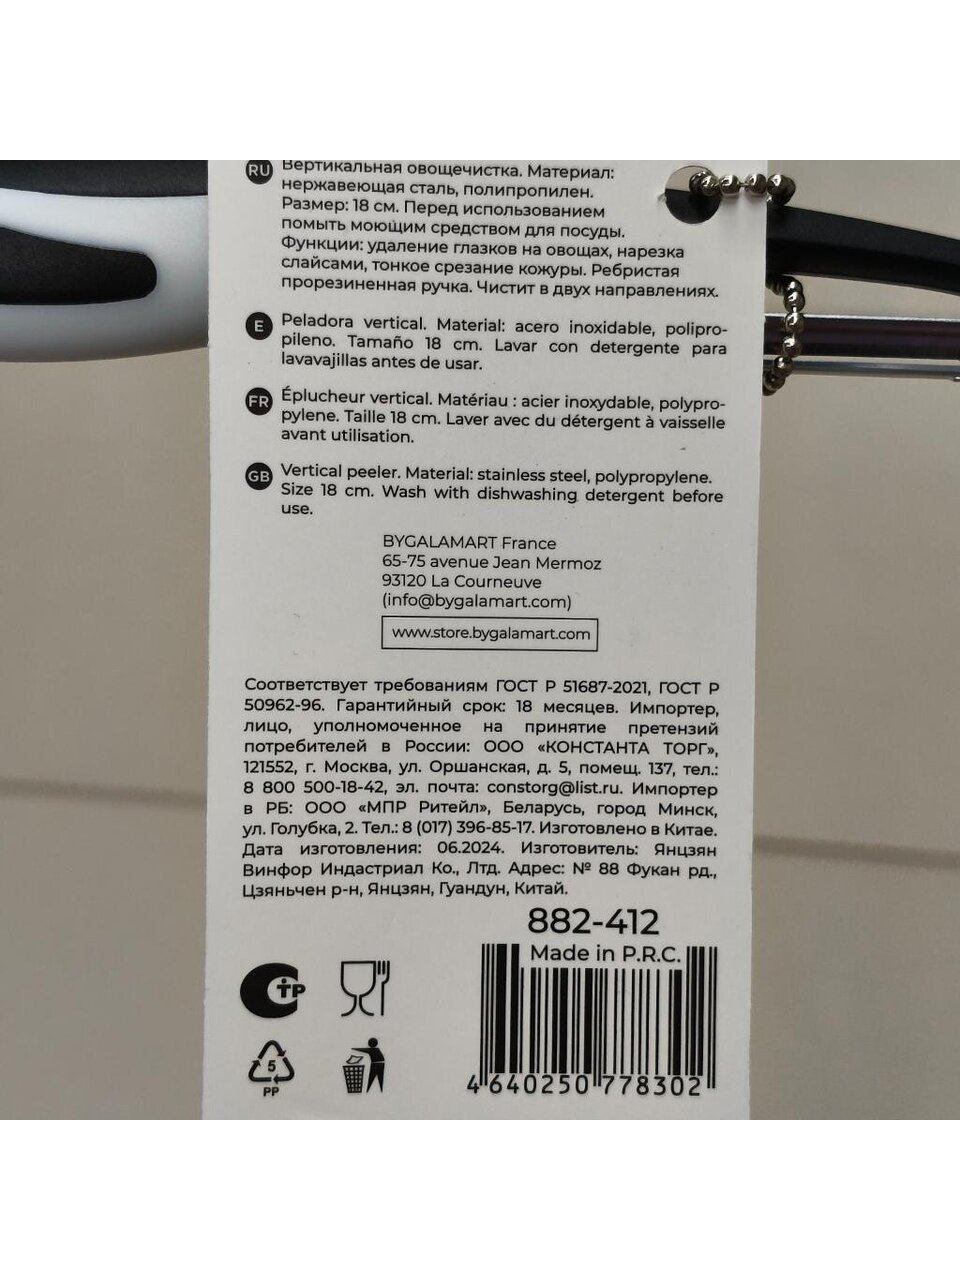 RU Вертикальная овощечистка. Материал:
нержавеющая сталь, полипропилен.
Размер: 18 см. Перед использованием
помыть моющим средством для посуды.
Функции: удаление глазков на овощах, нарезка
слайсами, тонкое срезание кожуры. Ребристая
прорезиненная ручка. Чистит в двух направлениях.
E Peladora vertical. Material: acero inoxidable, polipro-
pileno. Tamaño 18 cm. Lavar con detergente para
lavavajillas antes de usar.
FR Éplucheur vertical. Matériau : acier inoxydable, polypro-
pylene. Taille 18 cm. Laver avec du détergent à vaisselle
avant utilisation.
GB Vertical peeler. Material: stainless steel, polypropylene.
Size 18 cm. Wash with dishwashing detergent before
use.
BYGALAMART France
65-75 avenue Jean Mermoz
93120 La Courneuve
(info@bygalamart.com)
www.store.bygalamart.com
Соответствует требованиям ГОСТ Р 51687-2021, ГОСТ Р
50962-96. Гарантийный срок: 18 месяцев. Импортер,
лицо, уполномоченное на принятие претензий
потребителей в России: ООО «КОНСТАНТА ТОРГ»,
121552, г. Москва, ул. Оршанская, д. 5, помещ. 137, тел.:
8 800 500-18-42, эл. почта: constorg@list.ru. Импортер
в РБ: ООО «МПР Ритейл», Беларусь, город Минск,
ул. Голубка, 2. Тел.: 8 (017) 396-85-17. Изготовлено в Китае.
Дата изготовления: 06.2024. Изготовитель: Янцзян
Винфор Индастриал Ко., Лтд. Адрес: № 88 Фукан рд.,
Цзяньчен р-н, Янцзян, Гуандун, Китай.
882-412
Made in P.R.C.
СТР
5
PP
4 640250 778302